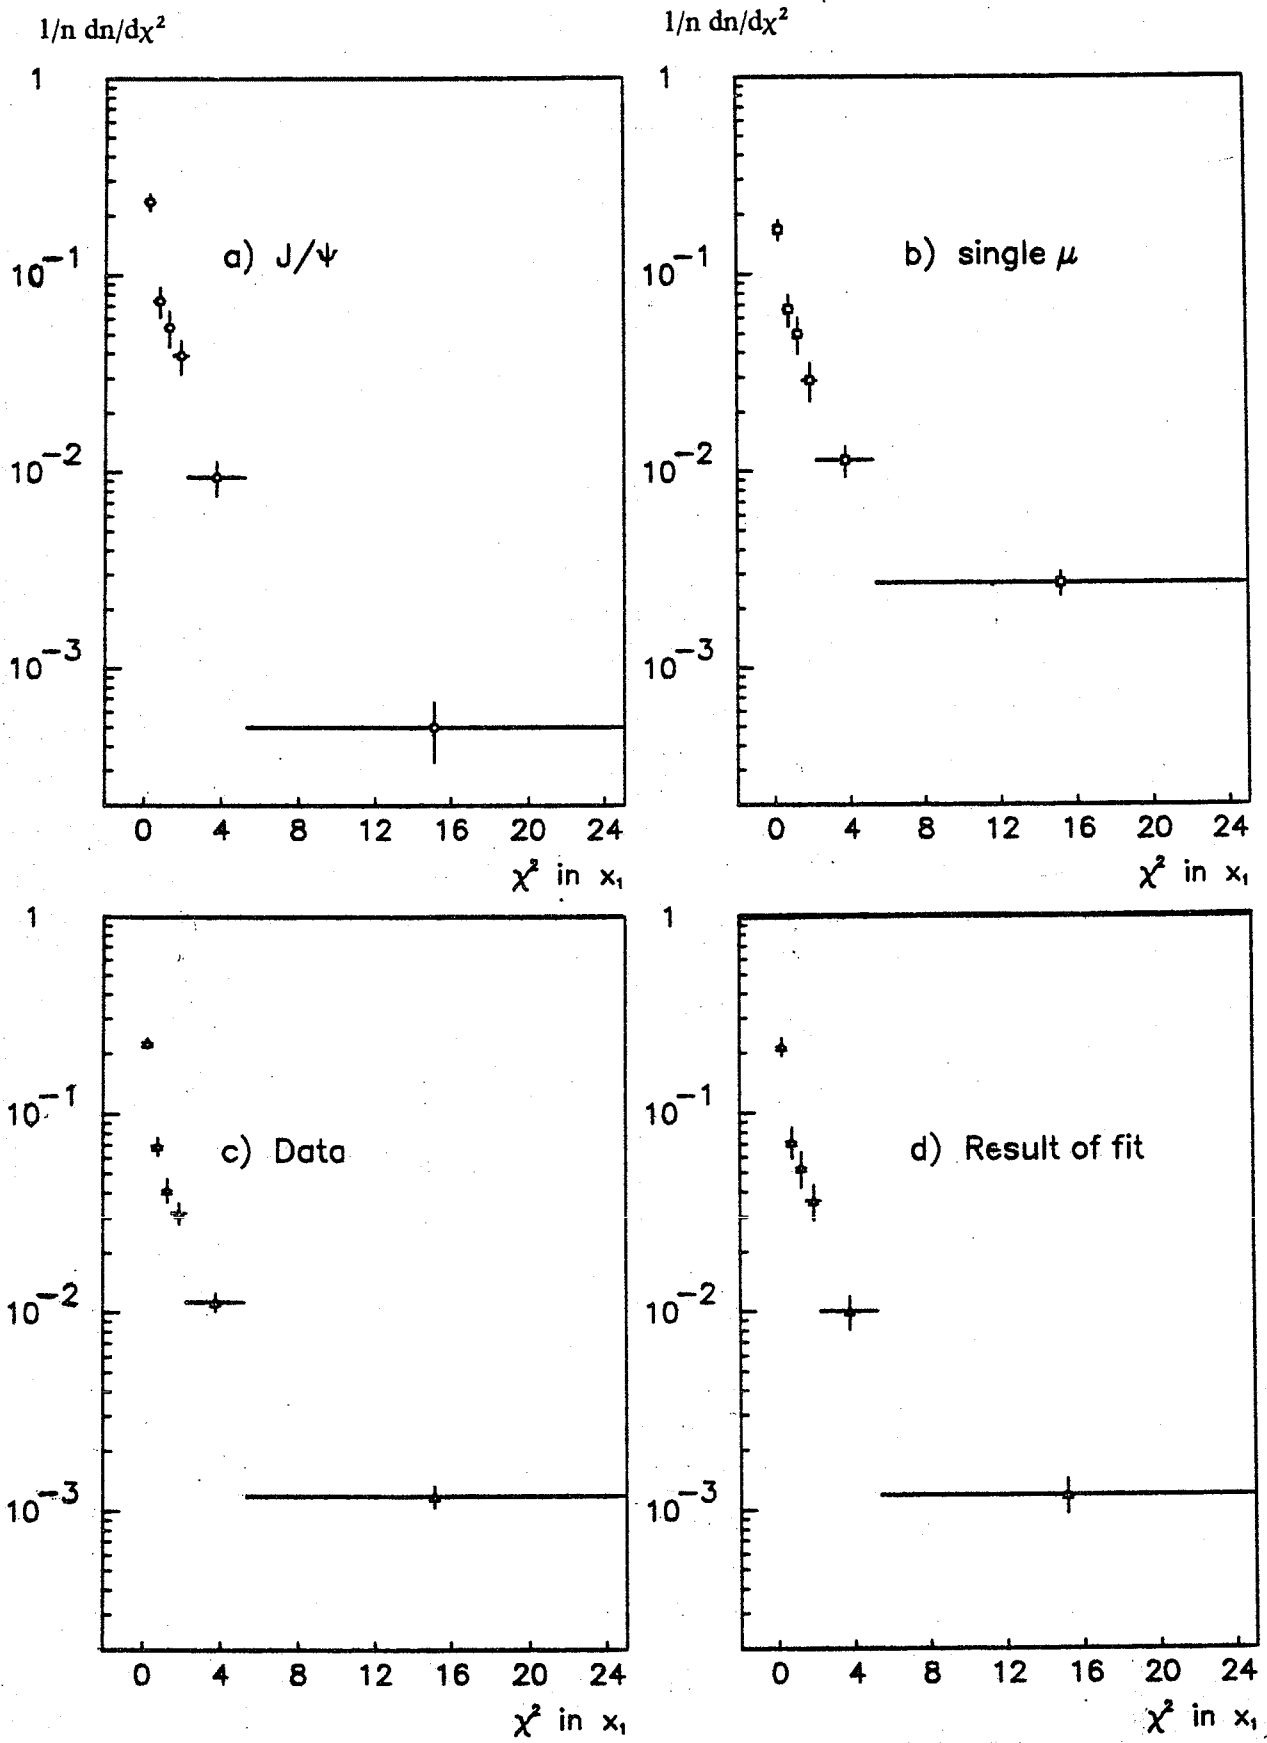 1/n dn/dχ²
1
10⁻¹
10⁻²
10⁻³
a) J/ψ
0 4 8 12 16 20 24
χ² in x₁
1/n dn/dχ²
1
10⁻¹
10⁻²
10⁻³
b) single μ
0 4 8 12 16 20 24
χ² in x₁
1
10⁻¹
10⁻²
10⁻³
c) Data
0 4 8 12 16 20 24
χ² in x₁
1
10⁻¹
10⁻²
10⁻³
d) Result of fit
0 4 8 12 16 20 24
χ² in x₁